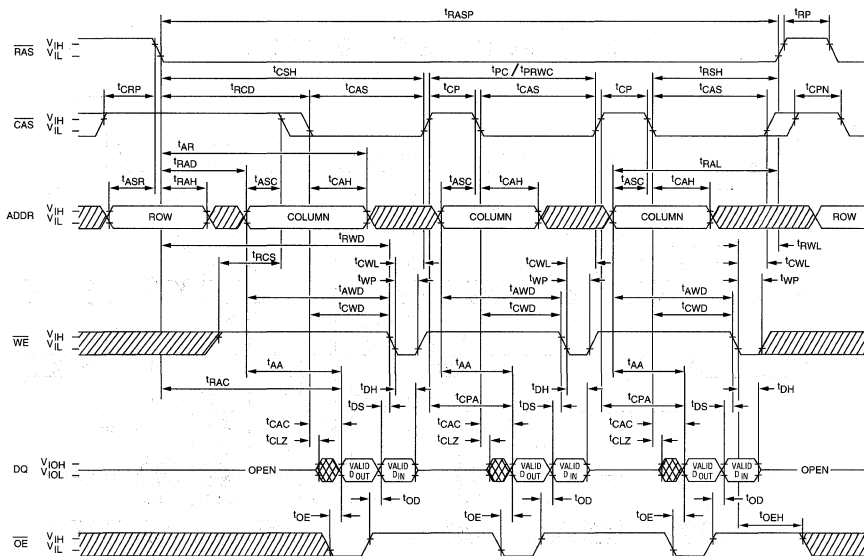 tRASP
tRP
RAS VIH
VIL
tCSH
tPC / tPRWC
tRSH
tCRP
tRCD
tCAS
tCP
tCAS
tCP
tCAS
tCPN
CAS VIH
VIL
tAR
tRAD
tRAL
tASR
tRAH
tASC
tCAH
tASC
tCAH
tASC
tCAH
ADDR VIH
VIL
ROW
COLUMN
COLUMN
COLUMN
ROW
tRWD
tRWL
tRCS
tCWL
tCWL
tCWL
tWP
tWP
tWP
tAWD
tAWD
tAWD
tCWD
tCWD
tCWD
WE VIH
VIL
tAA
tAA
tAA
tRAC
tDH
tDH
tDH
tCPA
tCPA
tDS
tDS
tDS
tCAC
tCAC
tCAC
tCLZ
tCLZ
tCLZ
DQ VIOH
VIOL
OPEN
VALID DOUT
VALID DIN
VALID DOUT
VALID DIN
VALID DOUT
VALID DIN
OPEN
tOD
tOD
tOD
tOE
tOE
tOE
tOEH
OE VIH
VIL